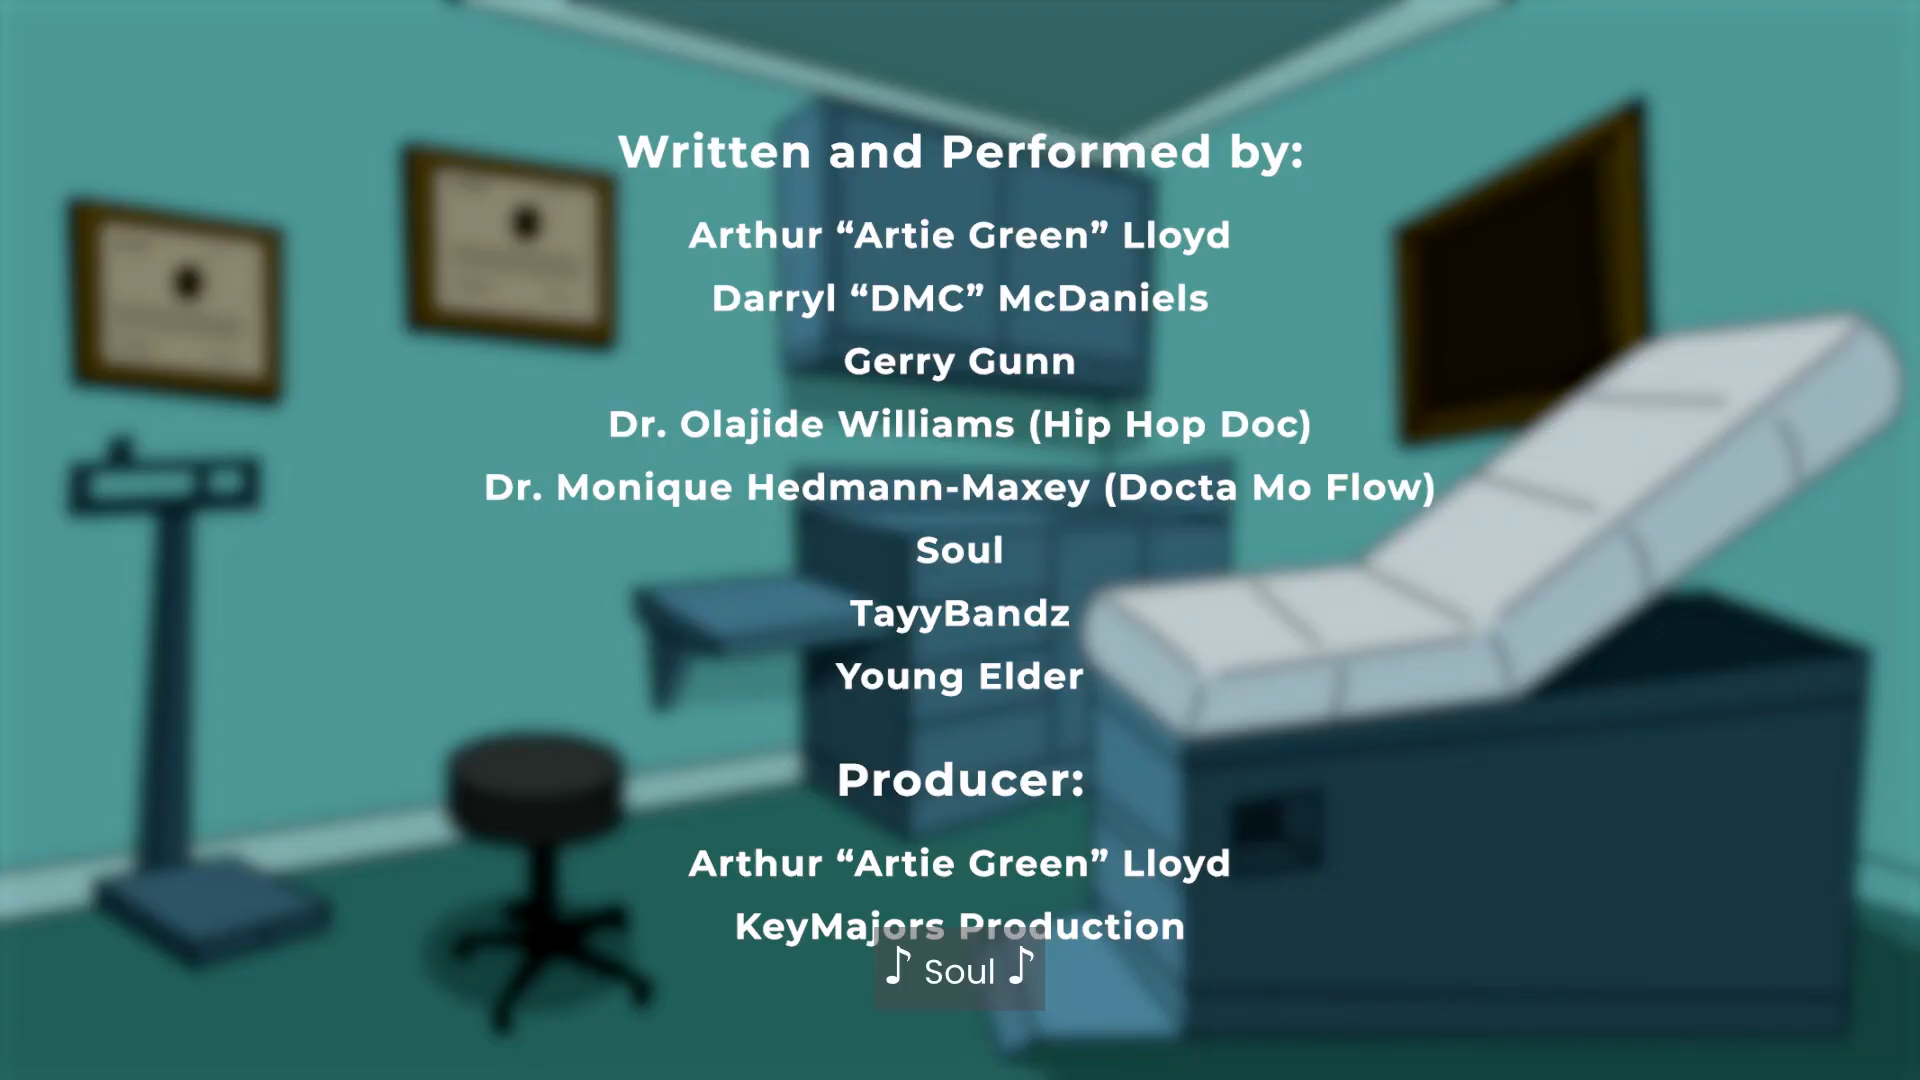 Written and Performed by:
Arthur “Artie Green” Lloyd
Darryl “DMC” McDaniels
Gerry Gunn
Dr. Olajide Williams (Hip Hop Doc)
Dr. Monique Hedmann-Maxey (Docta Mo Flow)
Soul
TayyBandz
Young Elder
Producer:
Arthur “Artie Green” Lloyd
KeyMajors Production
♪ Soul ♪